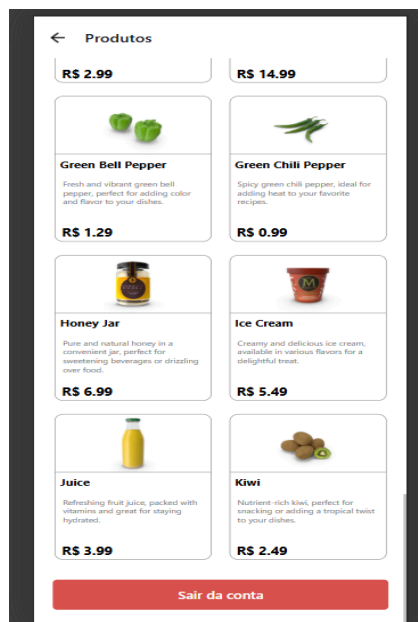 Produtos
R$ 2.99
R$ 14.99
Green Bell Pepper
Fresh and vibrant green bell
pepper, perfect for adding color
and flavor to your dishes.
R$ 1.29
Green Chili Pepper
Spicy green chili pepper, ideal for
adding heat to your favorite
recipes.
R$ 0.99
Honey Jar
Pure and natural honey in a
convenient jar, perfect for
sweetening beverages or drizzling
over food.
R$ 6.99
M
Ice Cream
Creamy and delicious ice cream,
available in various flavors for a
delightful treat.
R$ 5.49
Juice
Refreshing fruit juice, packed with
vitamins and great for staying
hydrated.
R$ 3.99
Kiwi
Nutrient-rich kiwi, perfect for
snacking or adding a tropical twist
to your dishes.
R$ 2.49
Sair da conta